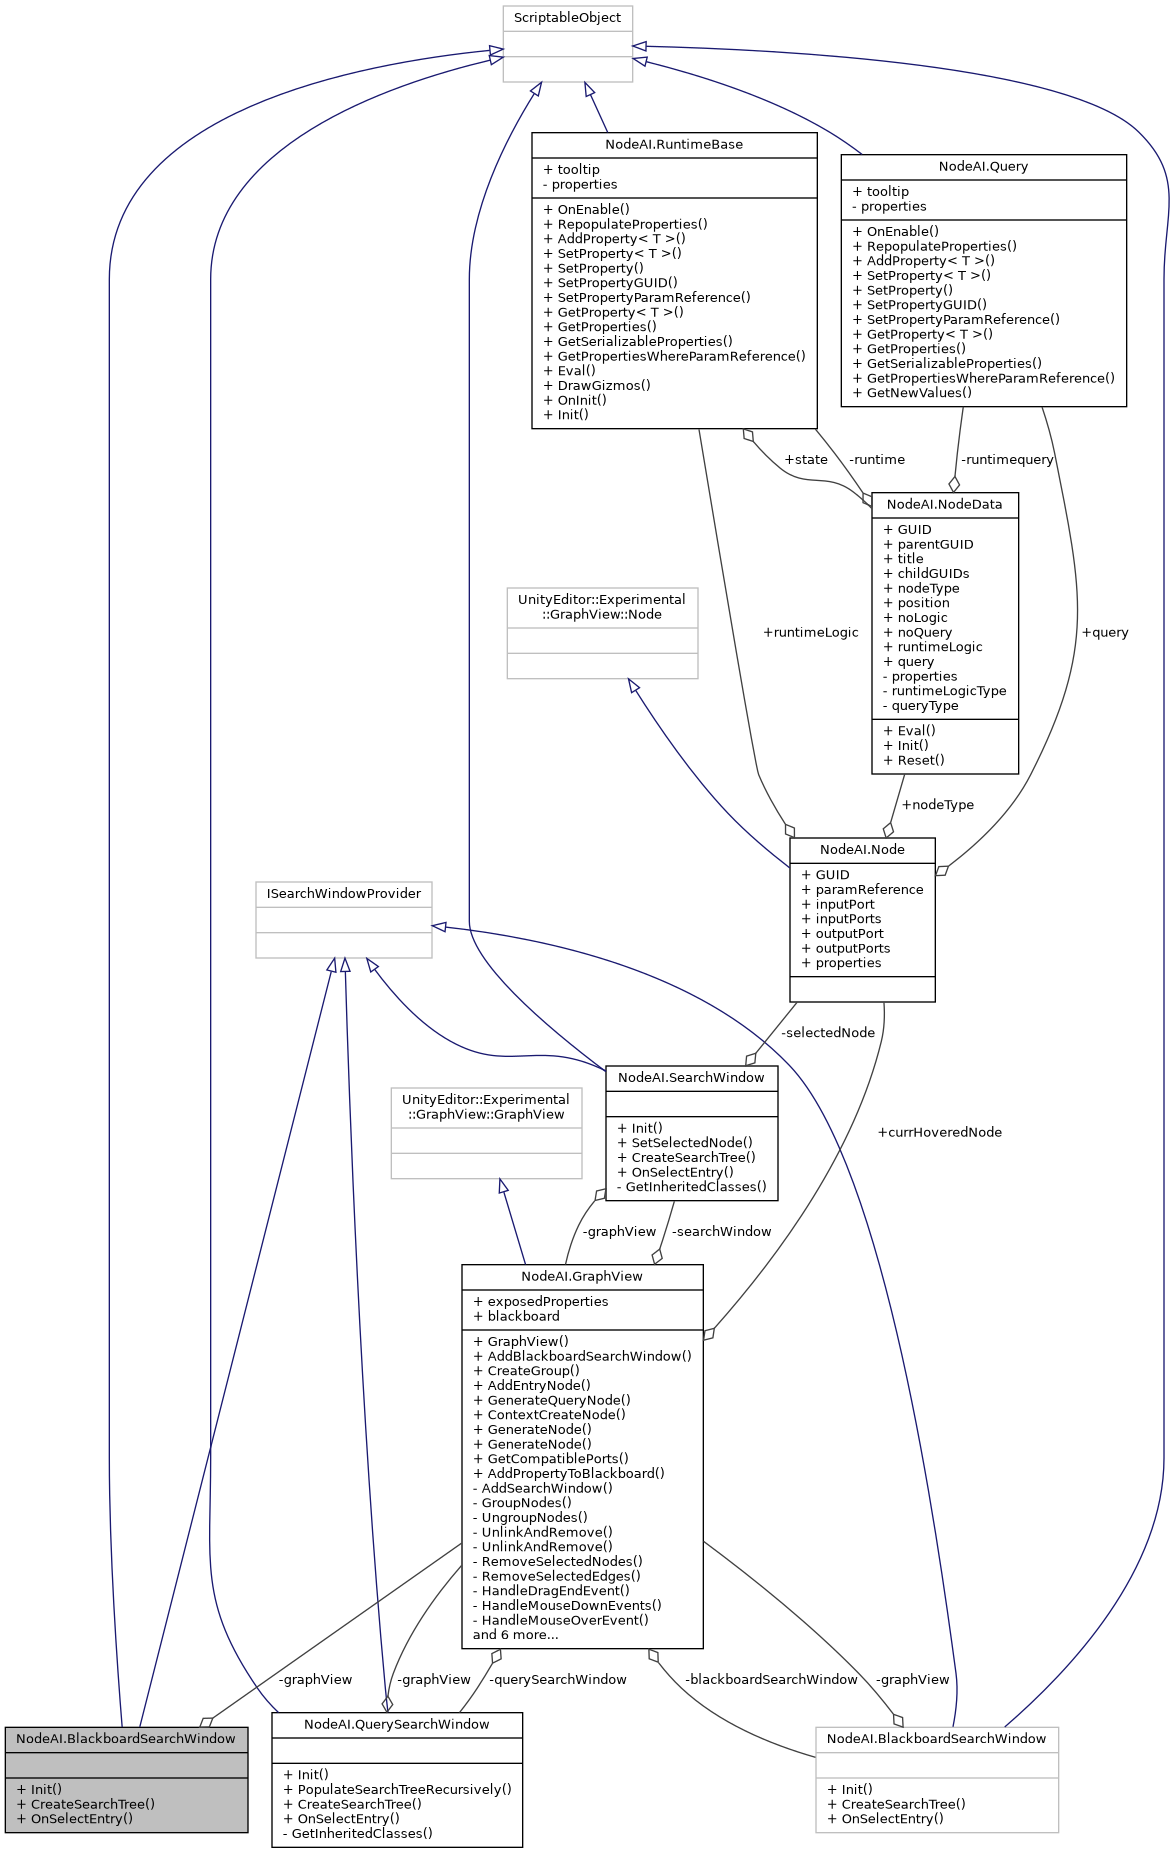 ScriptableObject
NodeAI.RuntimeBase
+ tooltip
- properties
+ OnEnable()
+ RepopulateProperties()
+ AddProperty< T >()
+ SetProperty< T >()
+ SetProperty()
+ SetPropertyGUID()
+ SetPropertyParamReference()
+ GetProperty< T >()
+ GetProperties()
+ GetSerializableProperties()
+ GetPropertiesWhereParamReference()
+ Eval()
+ DrawGizmos()
+ OnInit()
+ Init()
NodeAI.Query
+ tooltip
- properties
+ OnEnable()
+ RepopulateProperties()
+ AddProperty< T >()
+ SetProperty< T >()
+ SetProperty()
+ SetPropertyGUID()
+ SetPropertyParamReference()
+ GetProperty< T >()
+ GetProperties()
+ GetSerializableProperties()
+ GetPropertiesWhereParamReference()
+ GetNewValues()
+state
-runtime
-runtimequery
NodeAI.NodeData
+ GUID
+ parentGUID
+ title
+ childGUIDs
+ nodeType
+ position
+ noLogic
+ noQuery
+ runtimeLogic
+ query
- properties
- runtimeLogicType
- queryType
+ Eval()
+ Init()
+ Reset()
UnityEditor::Experimental
::GraphView::Node
+runtimeLogic
+query
+nodeType
NodeAI.Node
+ GUID
+ paramReference
+ inputPort
+ inputPorts
+ outputPort
+ outputPorts
+ properties
ISearchWindowProvider
-selectedNode
NodeAI.SearchWindow
+ Init()
+ SetSelectedNode()
+ CreateSearchTree()
+ OnSelectEntry()
- GetInheritedClasses()
UnityEditor::Experimental
::GraphView::GraphView
+currHoveredNode
-graphView
-searchWindow
NodeAI.GraphView
+ exposedProperties
+ blackboard
+ GraphView()
+ AddBlackboardSearchWindow()
+ CreateGroup()
+ AddEntryNode()
+ GenerateQueryNode()
+ ContextCreateNode()
+ GenerateNode()
+ GenerateNode()
+ GetCompatiblePorts()
+ AddPropertyToBlackboard()
- AddSearchWindow()
- GroupNodes()
- UngroupNodes()
- UnlinkAndRemove()
- UnlinkAndRemove()
- RemoveSelectedNodes()
- RemoveSelectedEdges()
- HandleDragEndEvent()
- HandleMouseDownEvents()
- HandleMouseOverEvent()
and 6 more...
-graphView
-graphView
-querySearchWindow
-blackboardSearchWindow
-graphView
NodeAI.BlackboardSearchWindow
+ Init()
+ CreateSearchTree()
+ OnSelectEntry()
NodeAI.QuerySearchWindow
+ Init()
+ PopulateSearchTreeRecursively()
+ CreateSearchTree()
+ OnSelectEntry()
- GetInheritedClasses()
NodeAI.BlackboardSearchWindow
+ Init()
+ CreateSearchTree()
+ OnSelectEntry()